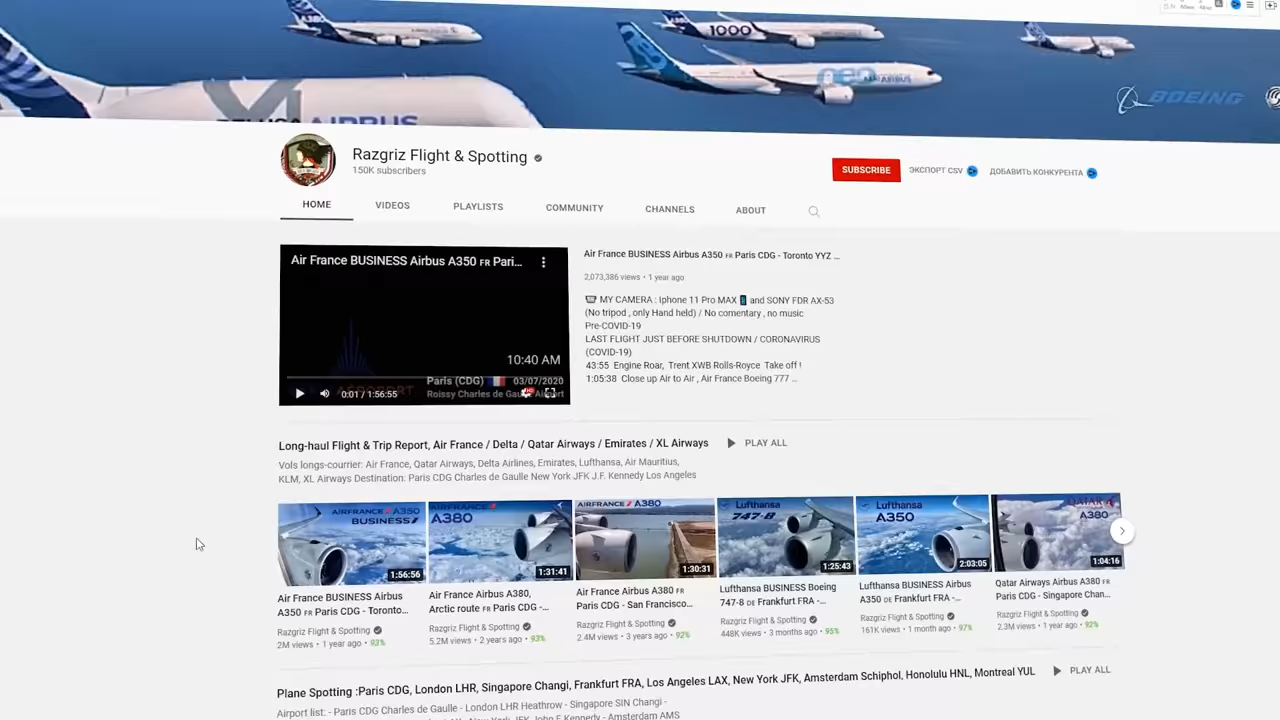 A380
1000
neo
AIRBUS
BOEING
AIRBUS
Razgriz Flight & Spotting
150K subscribers
SUBSCRIBE
ЭКСПОРТ CSV
ДОБАВИТЬ КОНКУРЕНТА
HOME
VIDEOS
PLAYLISTS
COMMUNITY
CHANNELS
ABOUT
Air France BUSINESS Airbus A350 FR Pari...
10:40 AM
Paris (CDG) 03/07/2020
Roissy Charles de Gaulle Airport
0:01 / 1:56:55
Air France BUSINESS Airbus A350 FR Paris CDG - Toronto YYZ ...
2,073,386 views • 1 year ago
MY CAMERA : Iphone 11 Pro MAX and SONY FDR AX-53
(No tripod , only Hand held) / No comentary , no music
Pre-COVID-19
LAST FLIGHT JUST BEFORE SHUTDOWN / CORONAVIRUS
(COVID-19)
43:55 Engine Roar, Trent XWB Rolls-Royce Take off !
1:05:38 Close up Air to Air , Air France Boeing 777 ...
Long-haul Flight & Trip Report, Air France / Delta / Qatar Airways / Emirates / XL Airways
PLAY ALL
Vols longs-courrier: Air France, Qatar Airways, Delta Airlines, Emirates, Lufthansa, Air Mauritius,
KLM, XL Airways Destination: Paris CDG Charles de Gaulle New York JFK J.F. Kennedy Los Angeles
AIRFRANCE A350
BUSINESS
1:56:56
Air France BUSINESS Airbus
A350 FR Paris CDG - Toronto...
Razgriz Flight & Spotting
2M views • 1 year ago • 93%
AIRFRANCE
A380
1:31:41
Air France Airbus A380,
Arctic route FR Paris CDG -...
Razgriz Flight & Spotting
5.2M views • 2 years ago • 93%
AIRFRANCE A380
1:30:31
Air France Airbus A380 FR
Paris CDG - San Francisco...
Razgriz Flight & Spotting
2.4M views • 3 years ago • 92%
Lufthansa
747-8
1:25:43
Lufthansa BUSINESS Boeing
747-8 DE Frankfurt FRA -...
Razgriz Flight & Spotting
448K views • 3 months ago • 95%
Lufthansa
A350
2:03:05
Lufthansa BUSINESS Airbus
A350 DE Frankfurt FRA -...
Razgriz Flight & Spotting
161K views • 1 month ago • 97%
QATAR
A380
1:04:16
Qatar Airways Airbus A380 FR
Paris CDG - Singapore Chan...
Razgriz Flight & Spotting
2.3M views • 1 year ago • 92%
Plane Spotting :Paris CDG, London LHR, Singapore Changi, Frankfurt FRA, Los Angeles LAX, New York JFK, Amsterdam Schiphol, Honolulu HNL, Montreal YUL
PLAY ALL
Airport list: - Paris CDG Charles de Gaulle - London LHR Heathrow - Singapore SIN Changi -
New York JFK John F Kennedy - Amsterdam AMS